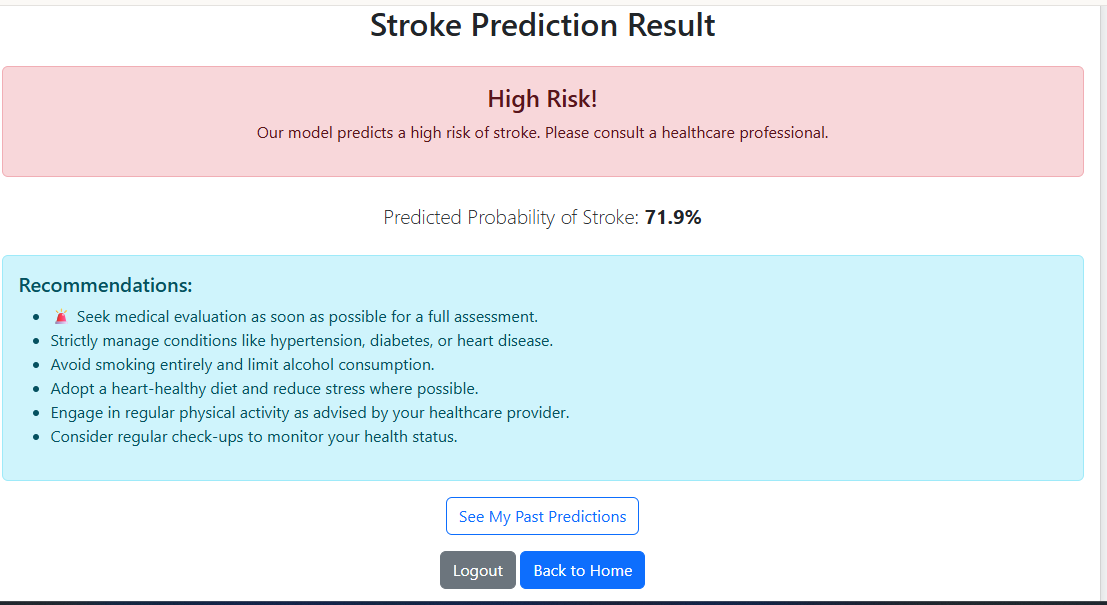 Stroke Prediction Result
High Risk!
Our model predicts a high risk of stroke. Please consult a healthcare professional.
Predicted Probability of Stroke: 71.9%
Recommendations:
• 🚨 Seek medical evaluation as soon as possible for a full assessment.
• Strictly manage conditions like hypertension, diabetes, or heart disease.
• Avoid smoking entirely and limit alcohol consumption.
• Adopt a heart-healthy diet and reduce stress where possible.
• Engage in regular physical activity as advised by your healthcare provider.
• Consider regular check-ups to monitor your health status.
See My Past Predictions
Logout Back to Home